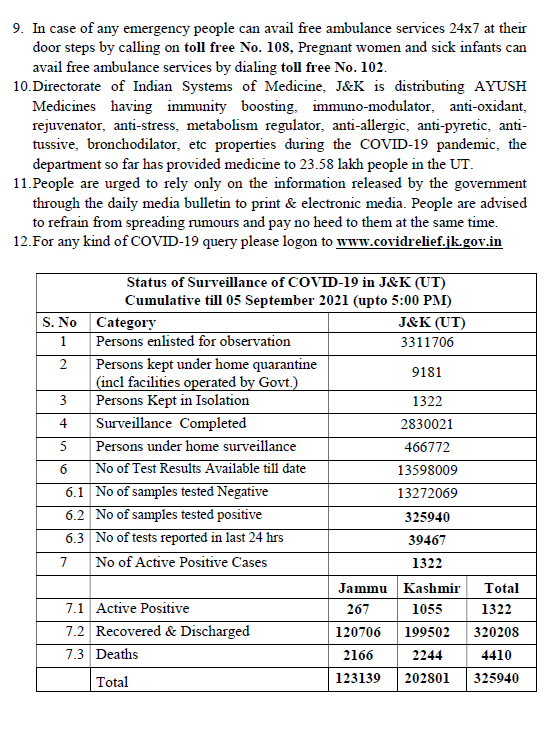 9. In case of any emergency people can avail free ambulance services 24x7 at their
door steps by calling on toll free No. 108, Pregnant women and sick infants can
avail free ambulance services by dialing toll free No. 102.
10.Directorate of Indian Systems of Medicine, J&K is distributing AYUSH
Medicines having immunity boosting, immuno-modulator, anti-oxidant,
rejuvenator, anti-stress, metabolism regulator, anti-allergic, anti-pyretic, anti-
tussive, bronchodilator, etc properties during the COVID-19 pandemic, the
department so far has provided medicine to 23.58 lakh people in the UT.
11.People are urged to rely only on the information released by the government
through the daily media bulletin to print & electronic media. People are advised
to refrain from spreading rumours and pay no heed to them at the same time.
12.For any kind of COVID-19 query please logon to www.covidrelief.jk.gov.in
Status of Surveillance of COVID-19 in J&K (UT)
Cumulative till 05 September 2021 (upto 5:00 PM)
S. No Category J&K (UT)
1 Persons enlisted for observation 3311706
2 Persons kept under home quarantine
(incl facilities operated by Govt.) 9181
3 Persons Kept in Isolation 1322
4 Surveillance Completed 2830021
5 Persons under home surveillance 466772
6 No of Test Results Available till date 13598009
6.1 No of samples tested Negative 13272069
6.2 No of samples tested positive 325940
6.3 No of tests reported in last 24 hrs 39467
7 No of Active Positive Cases 1322
Jammu Kashmir Total
7.1 Active Positive 267 1055 1322
7.2 Recovered & Discharged 120706 199502 320208
7.3 Deaths 2166 2244 4410
Total 123139 202801 325940